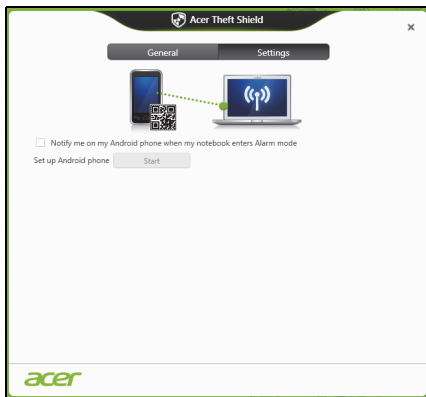 Acer Theft Shield
General
Settings
Notify me on my Android phone when my notebook enters Alarm mode
Set up Android phone
Start
acer